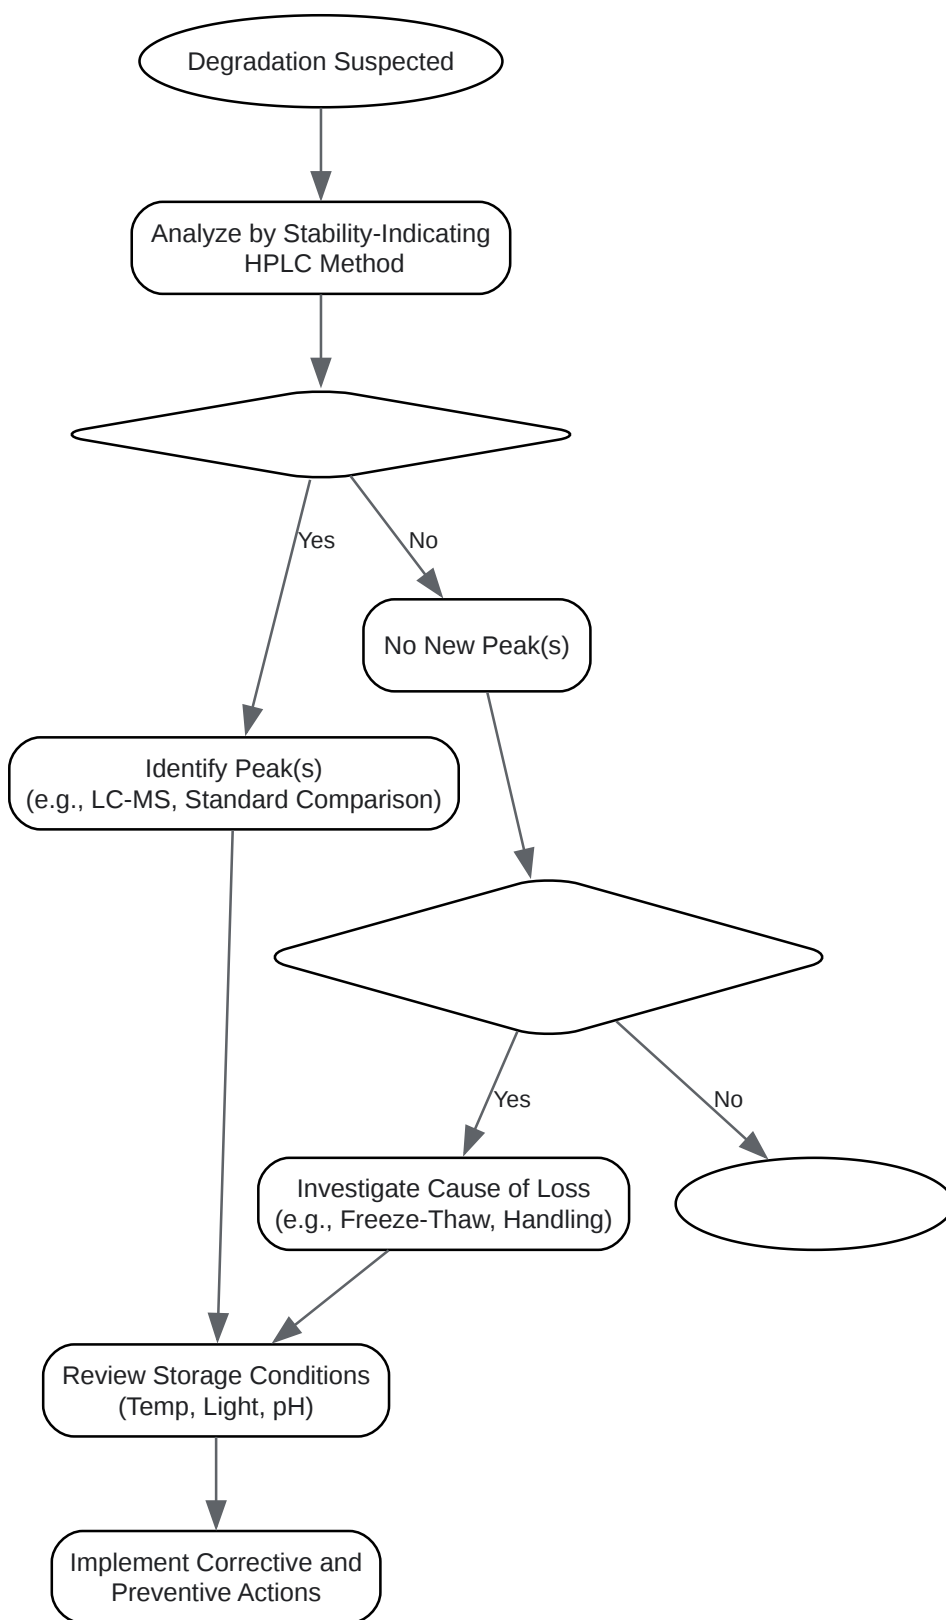 Degradation Suspected
Analyze by Stability-Indicating
HPLC Method
Yes
No
No New Peak(s)
Identify Peak(s)
(e.g., LC-MS, Standard Comparison)
Yes
No
Investigate Cause of Loss
(e.g., Freeze-Thaw, Handling)
Review Storage Conditions
(Temp, Light, pH)
Implement Corrective and
Preventive Actions